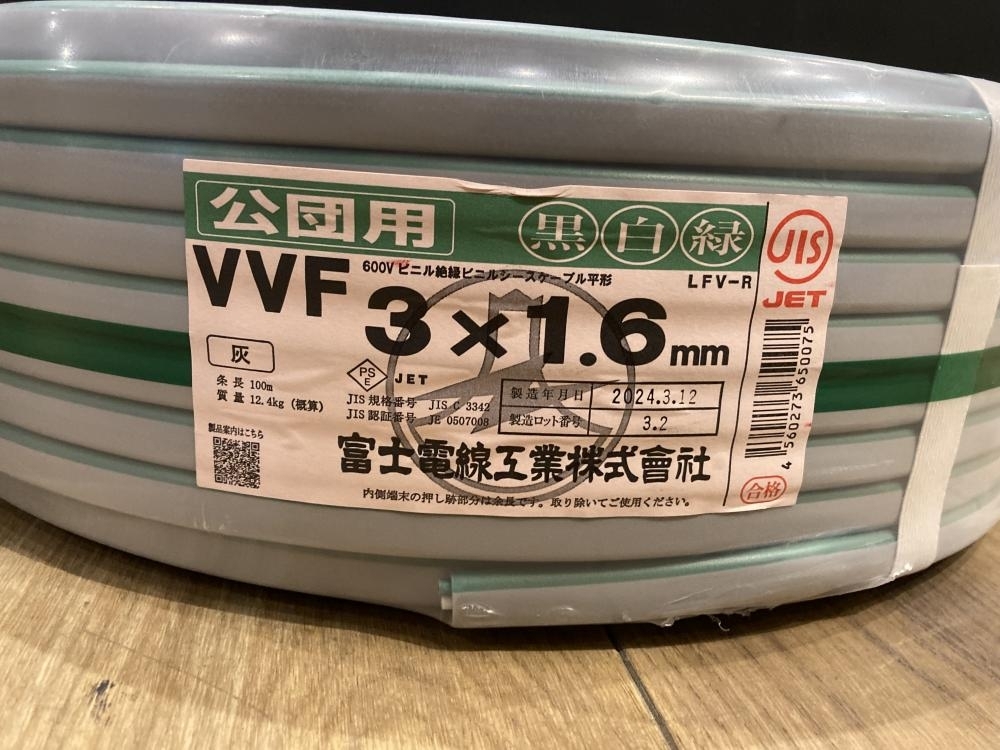 公団用 黒 白 緑
600V ビニル絶縁ビニルシースケーブル平形 LFV-R
VVF 3×1.6mm
JIS
JET
灰
条長 100m
質量 12.4kg (概算)
製品案内はこちら
PS
E
JET
JIS 規格番号 JIS C 3342
JIS 認証番号 JE 0507008
製造年月日 2024.3.12
製造ロット番号 3.2
富士電線工業株式會社
内側端末の押し跡部分は余長です。取り除いてご使用ください。
4 560273 650075
合格